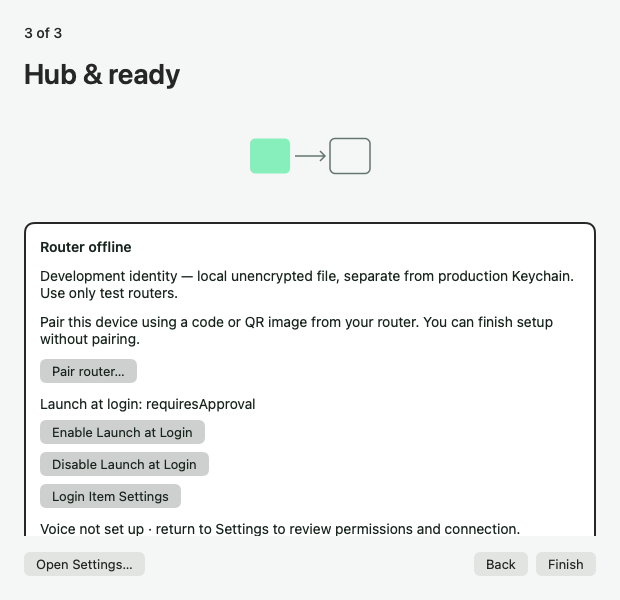 3 of 3
Hub & ready
Router offline
Development identity — local unencrypted file, separate from production Keychain.
Use only test routers.
Pair this device using a code or QR image from your router. You can finish setup
without pairing.
Pair router...
Launch at login: requiresApproval
Enable Launch at Login
Disable Launch at Login
Login Item Settings
Voice not set up · return to Settings to review permissions and connection.
Open Settings...
Back
Finish